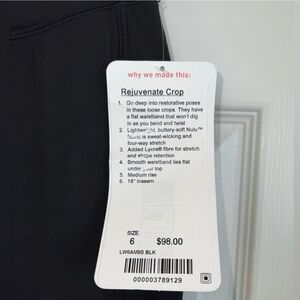 why we made this:
Rejuvenate Crop
1. Go deep into restorative poses
in these loose crops. They have
a flat waistband that won't dig
in as you bend and twist
2. Lightweight, buttery-soft Nulu™
fabric is sweat-wicking and
four-way stretch
3. Added Lycra® fibre for stretch
and shape retention
4. Smooth waistband lies flat
under your top
5. Medium rise
6. 18" inseam
SIZE
6 $98.00
LW6AM9S BLK
000003789129